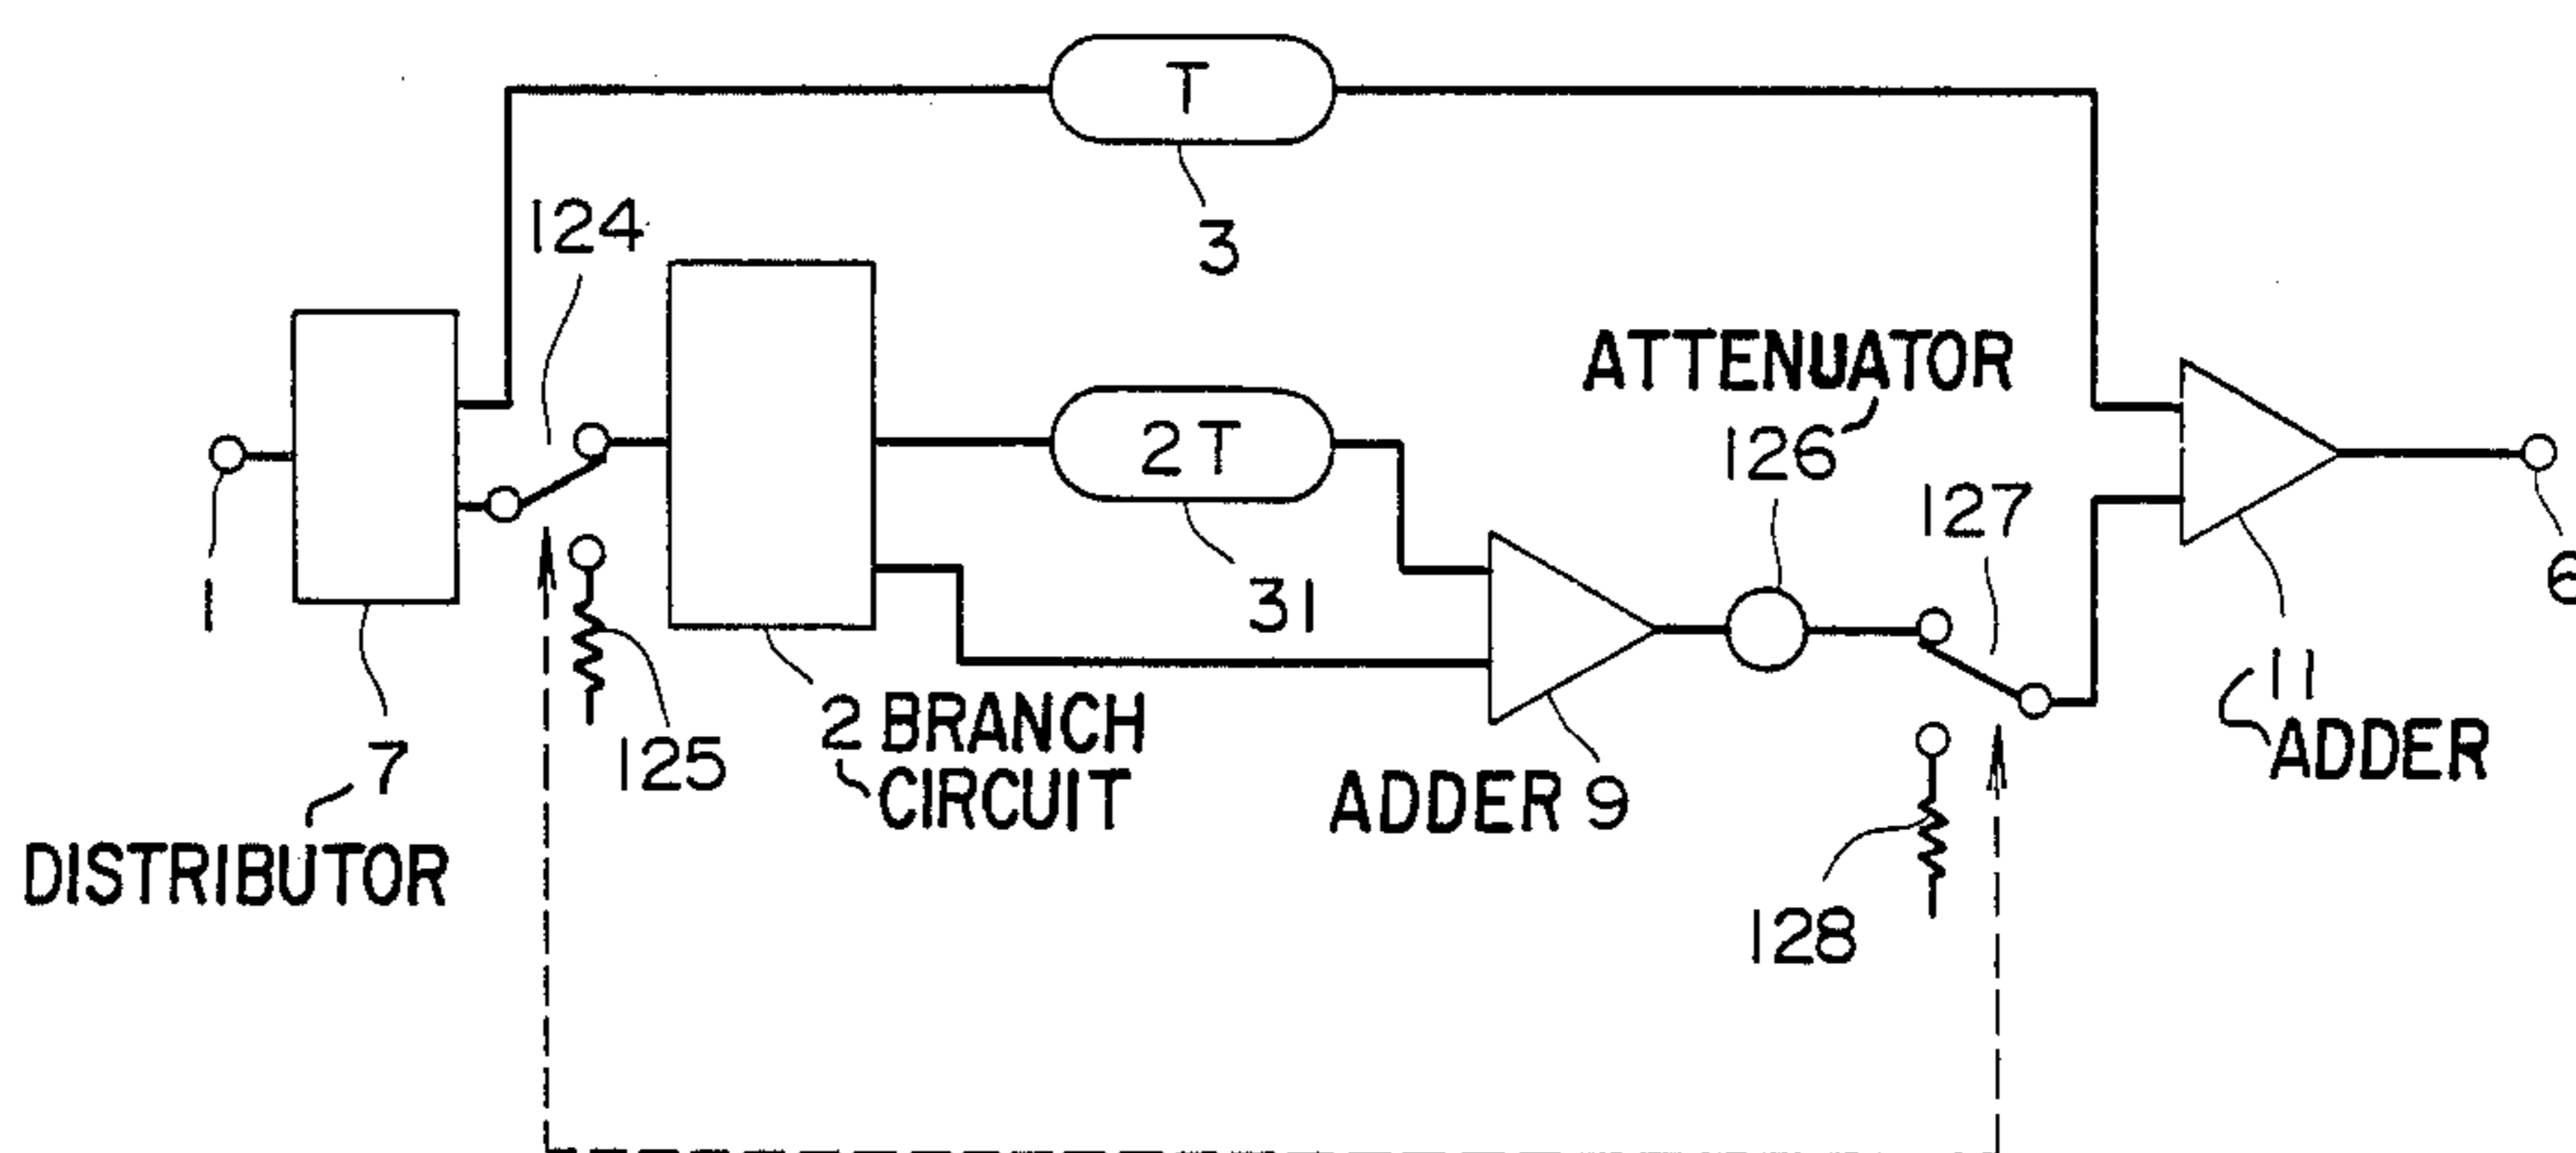 T
3
124
ATTENUATOR
126
2T
127
31
1
6
125
2 BRANCH
CIRCUIT
11
ADDER
7
ADDER 9
DISTRIBUTOR
128